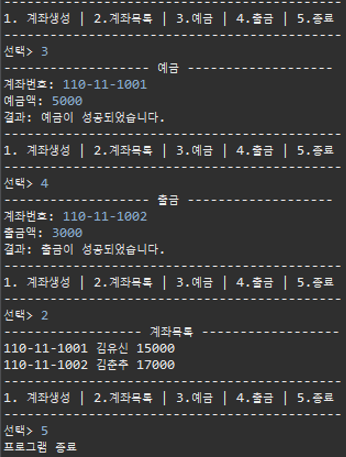 --------------------------------------------
1. 계좌생성 | 2.계좌목록 | 3.예금 | 4.출금 | 5.종료
--------------------------------------------
선택> 3
------------------- 예금 -------------------
계좌번호: 110-11-1001
예금액: 5000
결과: 예금이 성공되었습니다.
--------------------------------------------
1. 계좌생성 | 2.계좌목록 | 3.예금 | 4.출금 | 5.종료
--------------------------------------------
선택> 4
------------------- 출금 -------------------
계좌번호: 110-11-1002
출금액: 3000
결과: 출금이 성공되었습니다.
--------------------------------------------
1. 계좌생성 | 2.계좌목록 | 3.예금 | 4.출금 | 5.종료
--------------------------------------------
선택> 2
------------------ 계좌목록 ------------------
110-11-1001 김유신 15000
110-11-1002 김춘추 17000
--------------------------------------------
1. 계좌생성 | 2.계좌목록 | 3.예금 | 4.출금 | 5.종료
--------------------------------------------
선택> 5
프로그램 종료